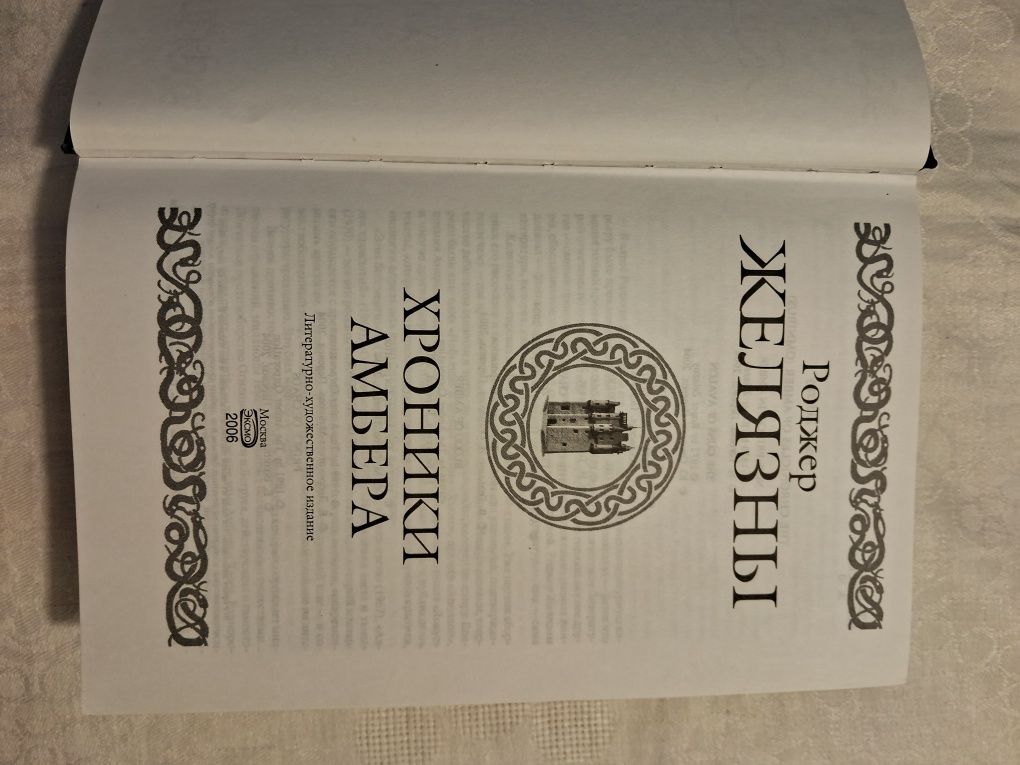 Роджер
ЖЕЛЯЗНЫ
ХРОНИКИ
АМБЕРА
Литературно-художественное издание
Москва
ЭКСМО
2006